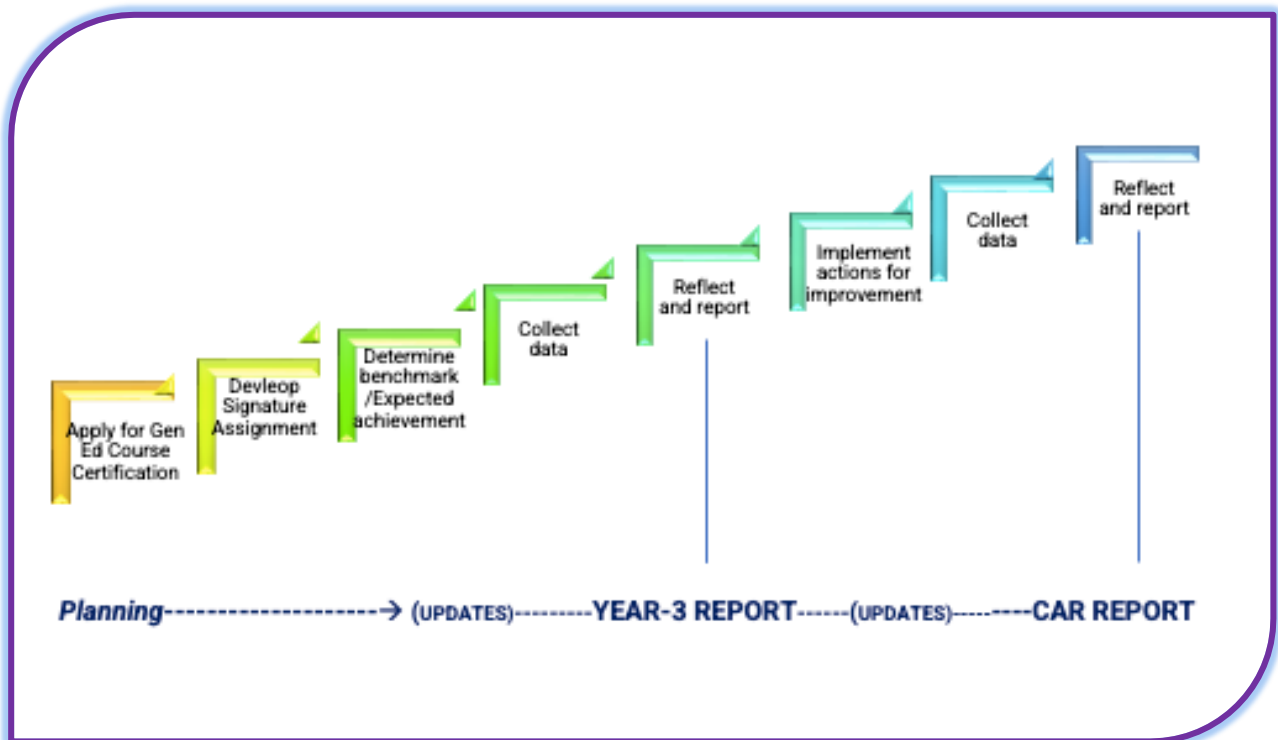 Apply for Gen
Ed Course
Certification
Devleop
Signature
Assignment
Determine
benchmark
/Expected
achievement
Collect
data
Reflect
and report
Implement
actions for
improvement
Collect
data
Reflect
and report
Planning--------------------→ (UPDATES)---------YEAR-3 REPORT------(UPDATES)---------CAR REPORT